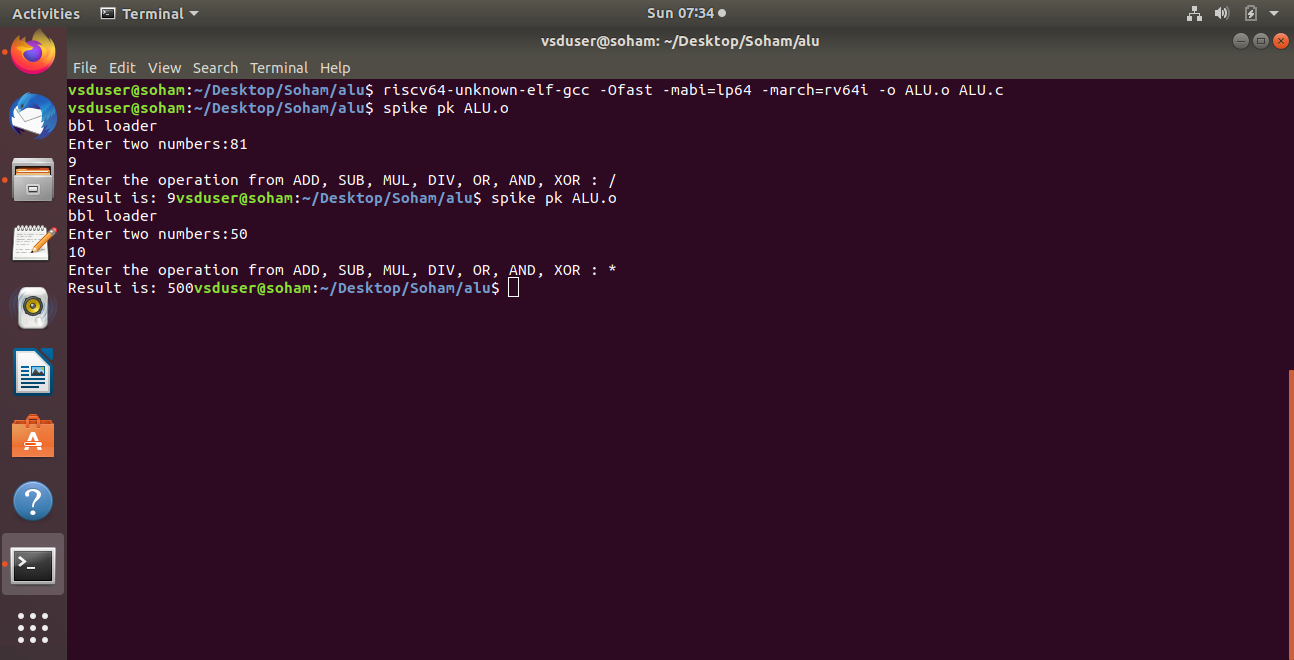 Activities Terminal Sun 07:34
vsduser@soham: ~/Desktop/Soham/alu
File Edit View Search Terminal Help
vsduser@soham:~/Desktop/Soham/alu$ riscv64-unknown-elf-gcc -Ofast -mabi=lp64 -march=rv64i -o ALU.o ALU.c
vsduser@soham:~/Desktop/Soham/alu$ spike pk ALU.o
bbl loader
Enter two numbers:81
9
Enter the operation from ADD, SUB, MUL, DIV, OR, AND, XOR : /
Result is: 9vsduser@soham:~/Desktop/Soham/alu$ spike pk ALU.o
bbl loader
Enter two numbers:50
10
Enter the operation from ADD, SUB, MUL, DIV, OR, AND, XOR : *
Result is: 500vsduser@soham:~/Desktop/Soham/alu$